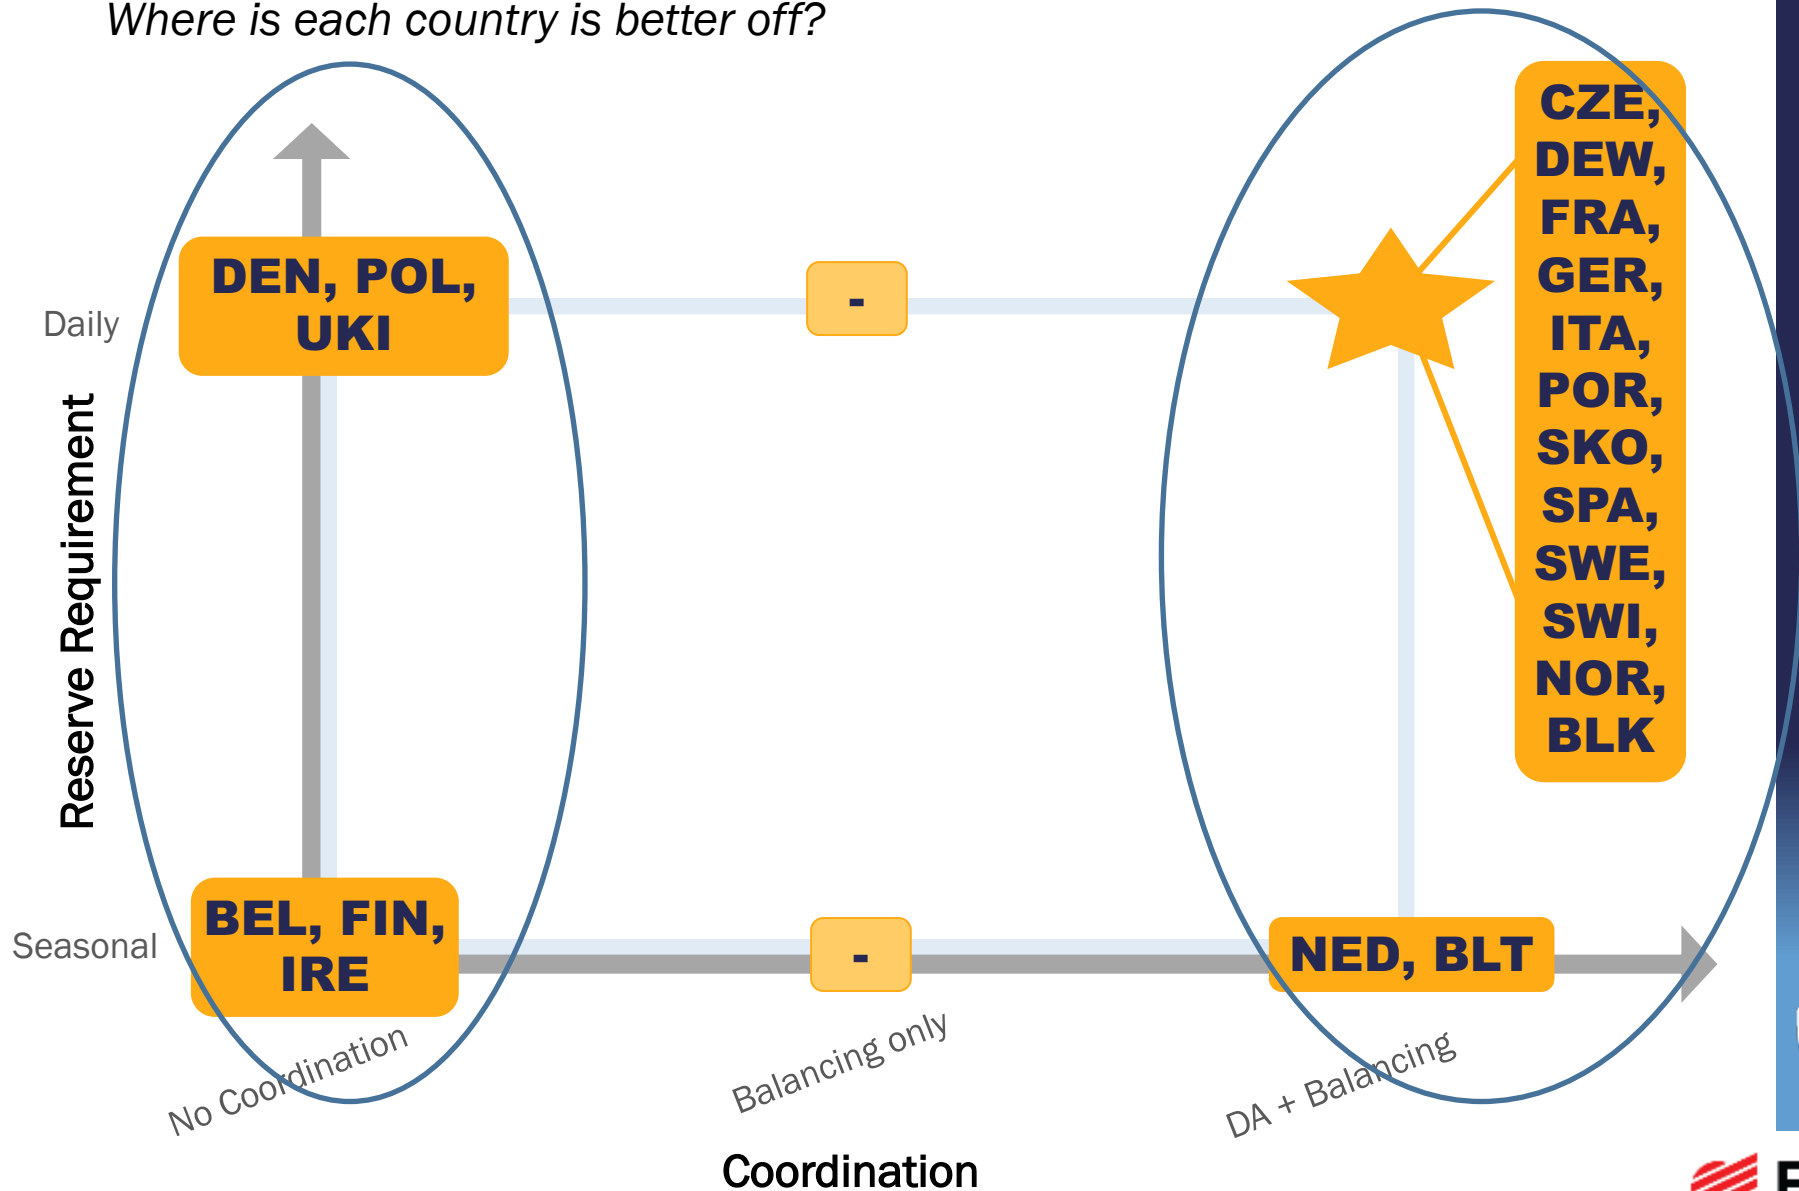 Where is each country is better off?
CZE,
DEW,
FRA,
GER,
ITA,
POR,
SKO,
SPA,
SWE,
SWI,
NOR,
BLK
DEN, POL,
UKI
-
Daily
Reserve Requirement
Seasonal
BEL, FIN,
IRE
-
NED, BLT
No Coordination
Balancing only
DA + Balancing
Coordination